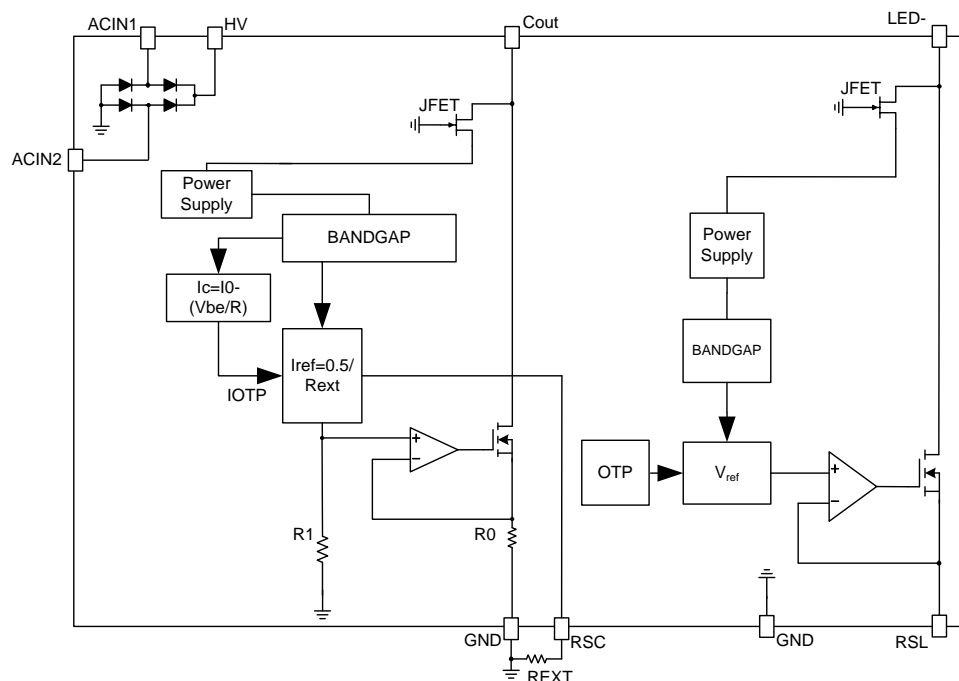 ACIN1
HV
Cout
LED-
JFET
JFET
ACIN2
Power
Supply
BANDGAP
Power
Supply
Ic=I0-
(Vbe/R)
BANDGAP
Iref=0.5/
Rext
IOTP
+
-
OTP
Vref
+
-
R1
R0
GND
RSC
GND
RSL
REXT